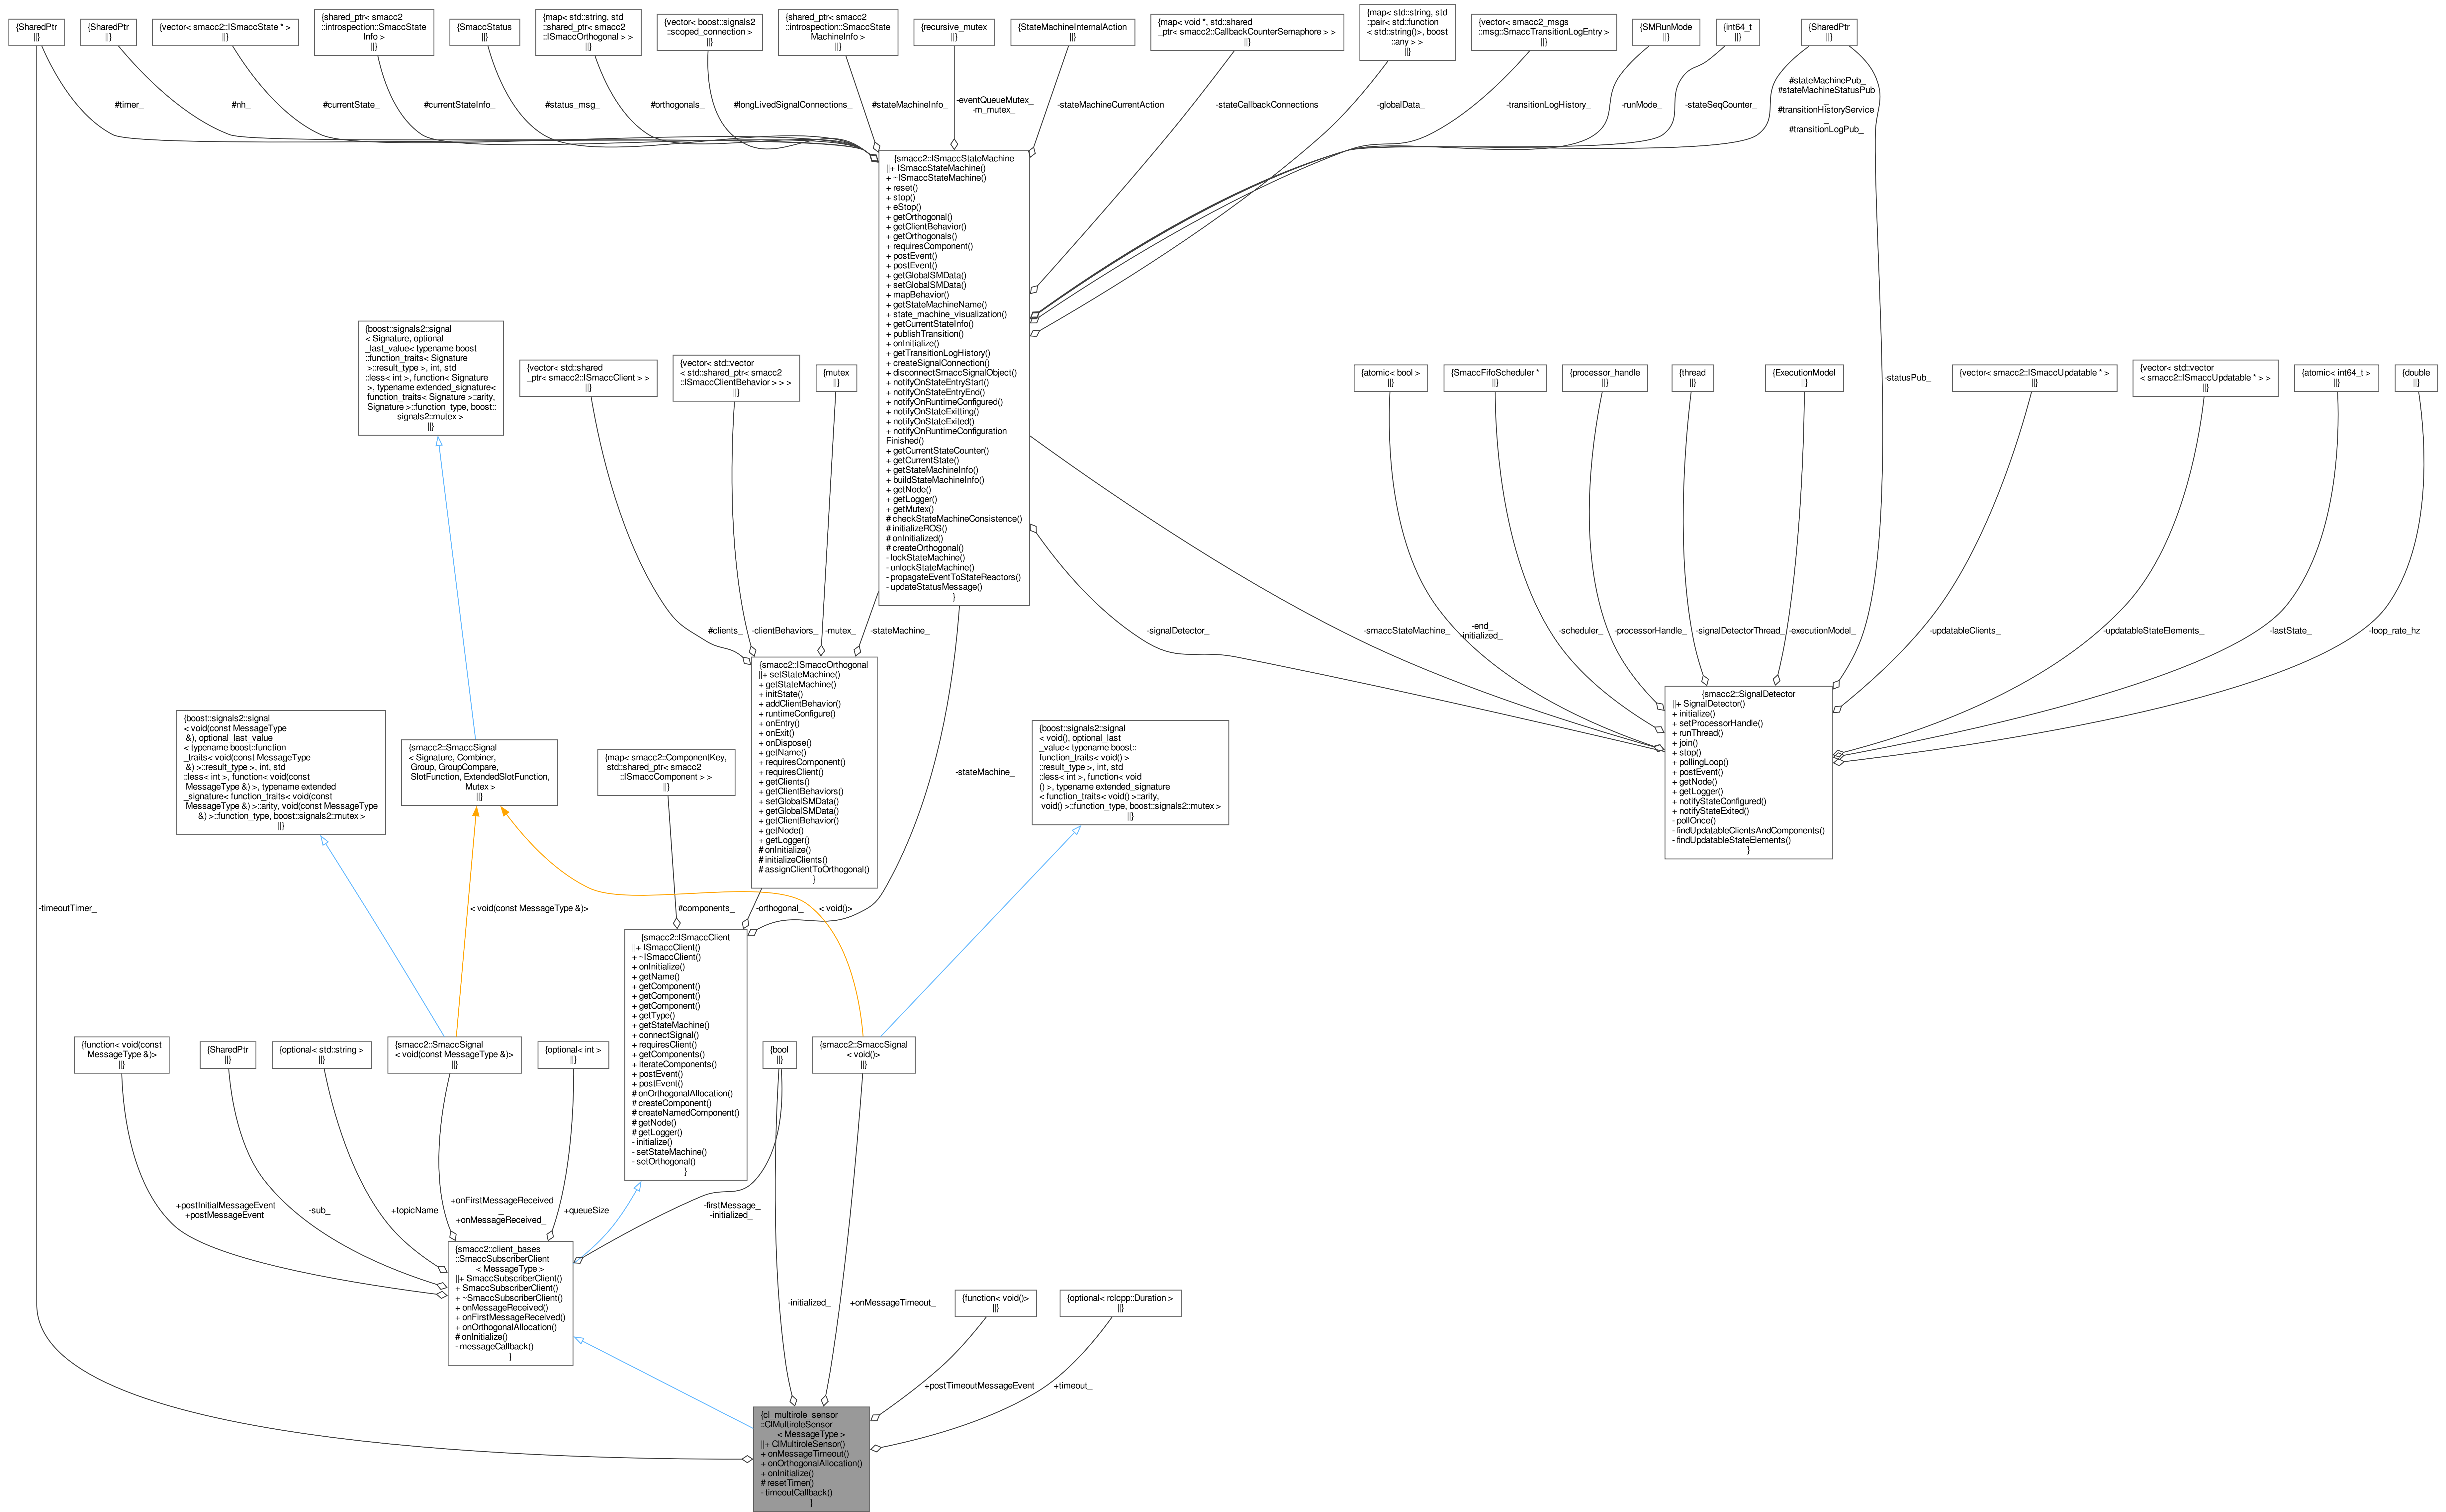 {SharedPtr
||}
{SharedPtr
||}
{vector< smacc2::ISmaccState * >
||}
{shared_ptr< smacc2
::introspection::SmaccState
Info >
||}
{SmaccStatus
||}
{map< std::string, std
::shared_ptr< smacc2
::ISmaccOrthogonal > >
||}
{vector< boost::signals2
::scoped_connection >
||}
{shared_ptr< smacc2
::introspection::SmaccState
MachineInfo >
||}
{recursive_mutex
||}
{StateMachineInternalAction
||}
{map< void *, std::shared
_ptr< smacc2::CallbackCounterSemaphore > >
||}
{map< std::string, std
::pair< std::function
< std::string()>, boost
::any > >
||}
{vector< smacc2_msgs
::msg::SmaccTransitionLogEntry >
||}
{SMRunMode
||}
{int64_t
||}
{SharedPtr
||}
#timer_
#nh_
#currentState_
#currentStateInfo_
#status_msg_
#orthogonals_
#longLivedSignalConnections_
#stateMachineInfo_
-eventQueueMutex_
-m_mutex_
-stateMachineCurrentAction
-stateCallbackConnections
-globalData_
-transitionLogHistory_
-runMode_
-stateSeqCounter_
#stateMachinePub_
#stateMachineStatusPub
_
#transitionHistoryService
_
#transitionLogPub_
{smacc2::ISmaccStateMachine
||+ ISmaccStateMachine()
+ ~ISmaccStateMachine()
+ reset()
+ stop()
+ eStop()
+ getOrthogonal()
+ getClientBehavior()
+ getOrthogonals()
+ requiresComponent()
+ postEvent()
+ postEvent()
+ getGlobalSMData()
+ setGlobalSMData()
+ mapBehavior()
+ getStateMachineName()
+ state_machine_visualization()
+ getCurrentStateInfo()
+ publishTransition()
+ onInitialize()
+ getTransitionLogHistory()
+ createSignalConnection()
+ disconnectSmaccSignalObject()
+ notifyOnStateEntryStart()
+ notifyOnStateEntryEnd()
+ notifyOnRuntimeConfigured()
+ notifyOnStateExitting()
+ notifyOnStateExited()
+ notifyOnRuntimeConfiguration
Finished()
+ getCurrentStateCounter()
+ getCurrentState()
+ getStateMachineInfo()
+ buildStateMachineInfo()
+ getNode()
+ getLogger()
+ getMutex()
# checkStateMachineConsistence()
# initializeROS()
# onInitialized()
# createOrthogonal()
- lockStateMachine()
- unlockStateMachine()
- propagateEventToStateReactors()
- updateStatusMessage()
}
{boost::signals2::signal
< Signature, optional
_last_value< typename boost
::function_traits< Signature
>::result_type >, int, std
::less< int >, function< Signature
>, typename extended_signature<
function_traits< Signature >::arity,
Signature >::function_type, boost::
signals2::mutex >
||}
{vector< std::shared
_ptr< smacc2::ISmaccClient > >
||}
{vector< std::vector
< std::shared_ptr< smacc2
::ISmaccClientBehavior > > >
||}
{mutex
||}
-statusPub_
{atomic< bool >
||}
{SmaccFifoScheduler *
||}
{processor_handle
||}
{thread
||}
{ExecutionModel
||}
{vector< smacc2::ISmaccUpdatable * >
||}
{vector< std::vector
< smacc2::ISmaccUpdatable * > >
||}
{atomic< int64_t >
||}
{double
||}
#clients_
-clientBehaviors_
-mutex_
-stateMachine_
-signalDetector_
-smaccStateMachine_
-end_
-initialized_
-scheduler_
-processorHandle_
-signalDetectorThread_
-executionModel_
-updatableClients_
-updatableStateElements_
-lastState_
-loop_rate_hz
{smacc2::ISmaccOrthogonal
||+ setStateMachine()
+ getStateMachine()
+ initState()
+ addClientBehavior()
+ runtimeConfigure()
+ onEntry()
+ onExit()
+ onDispose()
+ getName()
+ requiresComponent()
+ requiresClient()
+ getClients()
+ getClientBehaviors()
+ setGlobalSMData()
+ getGlobalSMData()
+ getClientBehavior()
+ getNode()
+ getLogger()
# onInitialize()
# initializeClients()
# assignClientToOrthogonal()
}
{smacc2::SignalDetector
||+ SignalDetector()
+ initialize()
+ setProcessorHandle()
+ runThread()
+ join()
+ stop()
+ pollingLoop()
+ postEvent()
+ getNode()
+ getLogger()
+ notifyStateConfigured()
+ notifyStateExited()
- pollOnce()
- findUpdatableClientsAndComponents()
- findUpdatableStateElements()
}
{boost::signals2::signal
< void(const MessageType
&), optional_last_value
< typename boost::function
_traits< void(const MessageType
&) >::result_type >, int, std
::less< int >, function< void(const
MessageType &) >, typename extended
_signature< function_traits< void(const
MessageType &) >::arity, void(const MessageType
&) >::function_type, boost::signals2::mutex >
||}
{smacc2::SmaccSignal
< Signature, Combiner,
Group, GroupCompare,
SlotFunction, ExtendedSlotFunction,
Mutex >
||}
{map< smacc2::ComponentKey,
std::shared_ptr< smacc2
::ISmaccComponent > >
||}
-stateMachine_
{boost::signals2::signal
< void(), optional_last
_value< typename boost::
function_traits< void() >
::result_type >, int, std
::less< int >, function< void
() >, typename extended_signature
< function_traits< void() >::arity,
void() >::function_type, boost::signals2::mutex >
||}
-timeoutTimer_
< void(const MessageType &)>
#components_
-orthogonal_
< void()>
{smacc2::ISmaccClient
||+ ISmaccClient()
+ ~ISmaccClient()
+ onInitialize()
+ getName()
+ getComponent()
+ getComponent()
+ getComponent()
+ getType()
+ getStateMachine()
+ connectSignal()
+ requiresClient()
+ getComponents()
+ iterateComponents()
+ postEvent()
+ postEvent()
# onOrthogonalAllocation()
# createComponent()
# createNamedComponent()
# getNode()
# getLogger()
- initialize()
- setStateMachine()
- setOrthogonal()
}
{function< void(const
MessageType &)>
||}
{SharedPtr
||}
{optional< std::string >
||}
{smacc2::SmaccSignal
< void(const MessageType &)>
||}
{optional< int >
||}
{bool
||}
{smacc2::SmaccSignal
< void()>
||}
+postInitialMessageEvent
+postMessageEvent
-sub_
+topicName
+onFirstMessageReceived
_
+onMessageReceived_
+queueSize
-firstMessage_
-initialized_
{smacc2::client_bases
::SmaccSubscriberClient
< MessageType >
||+ SmaccSubscriberClient()
+ SmaccSubscriberClient()
+ ~SmaccSubscriberClient()
+ onMessageReceived()
+ onFirstMessageReceived()
+ onOrthogonalAllocation()
# onInitialize()
- messageCallback()
}
-initialized_
+onMessageTimeout_
{function< void()>
||}
{optional< rclcpp::Duration >
||}
+postTimeoutMessageEvent
+timeout_
{cl_multirole_sensor
::ClMultiroleSensor
< MessageType >
||+ ClMultiroleSensor()
+ onMessageTimeout()
+ onOrthogonalAllocation()
+ onInitialize()
# resetTimer()
- timeoutCallback()
}